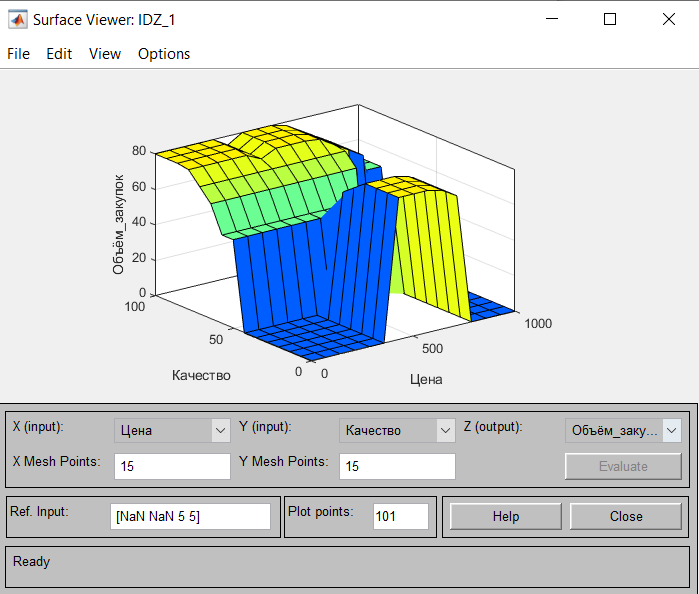 Surface Viewer: IDZ_1
File Edit View Options
80
60
40
20
0
100
50
0
0
500
1000
Объём_закупок
Качество
Цена
X (input): Цена Y (input): Качество Z (output): Объём_заку...
X Mesh Points: 15 Y Mesh Points: 15 Evaluate
Ref. Input: [NaN NaN 5 5] Plot points: 101 Help Close
Ready